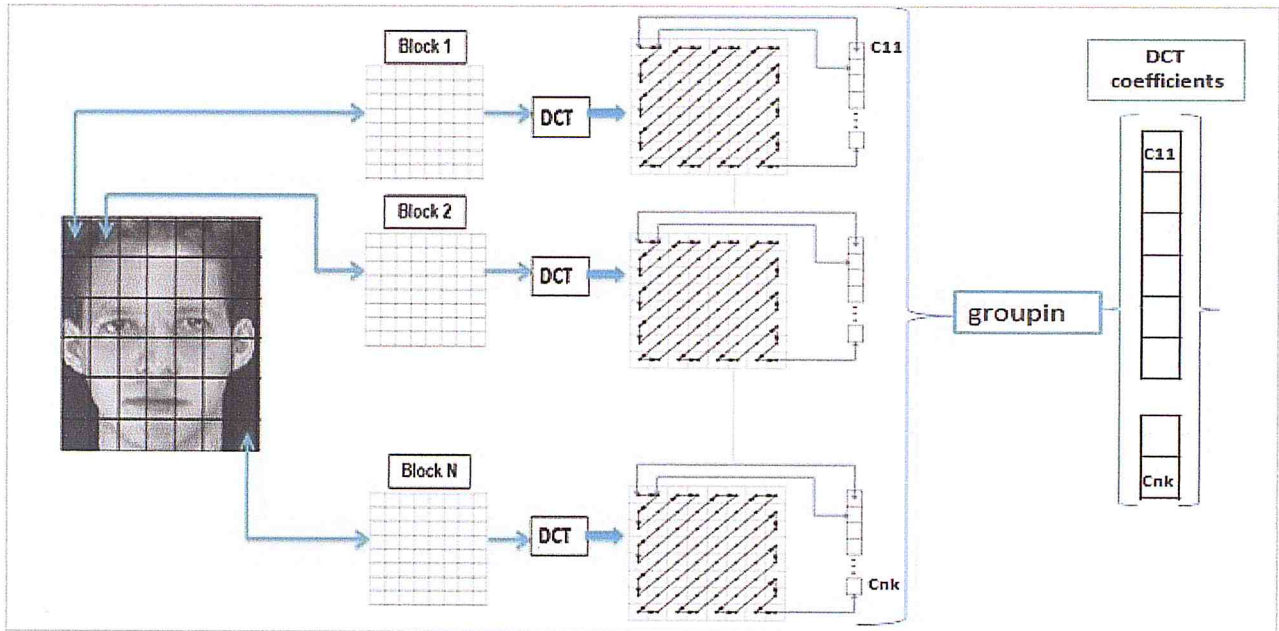 Block 1
DCT
C11
Block 2
DCT
Block N
DCT
Cnk
groupin
DCT
coefficients
C11
Cnk